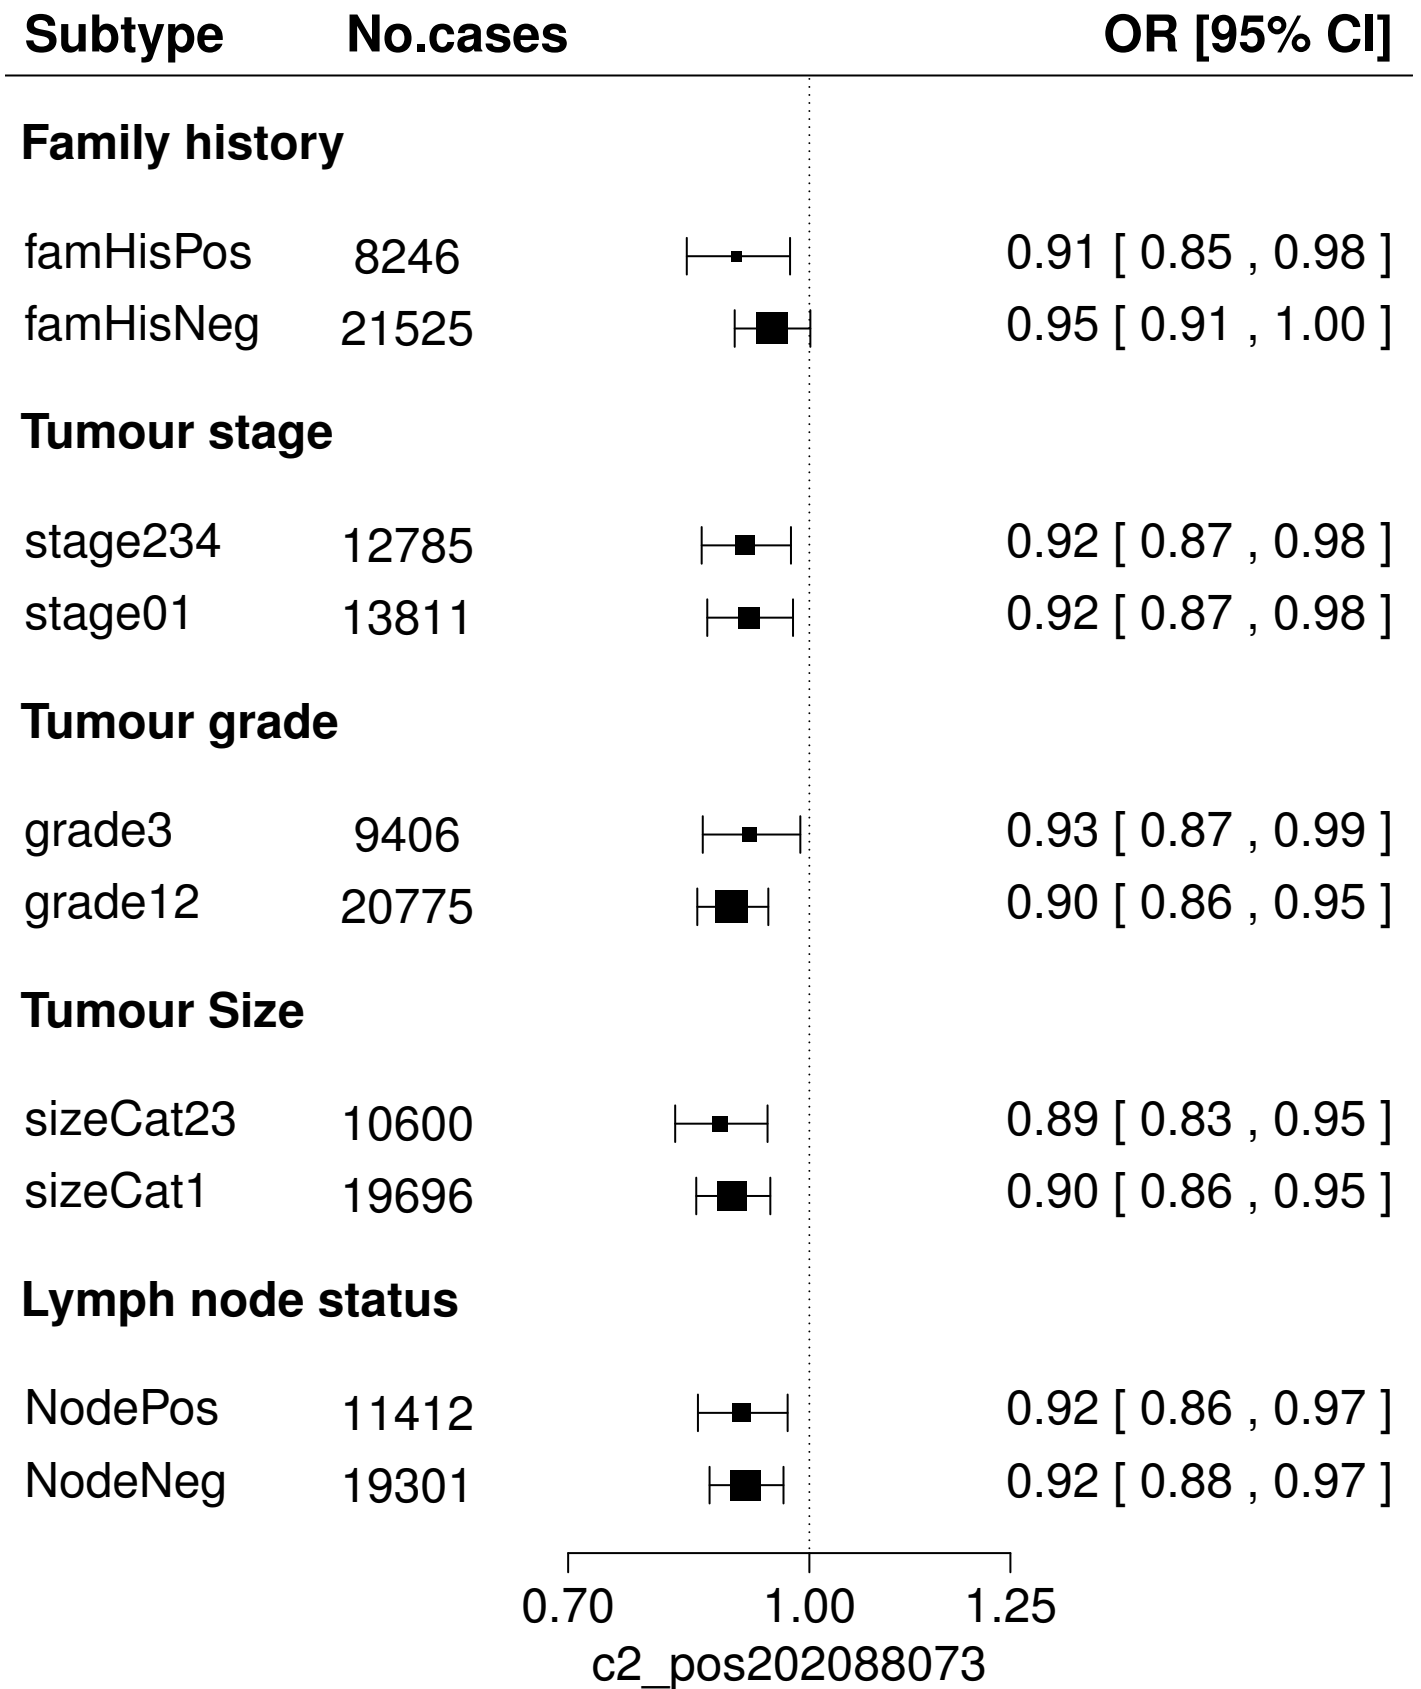 Subtype No.cases OR [95% CI]
Family history
famHisPos 8246 0.91 [ 0.85 , 0.98 ]
famHisNeg 21525 0.95 [ 0.91 , 1.00 ]
Tumour stage
stage234 12785 0.92 [ 0.87 , 0.98 ]
stage01 13811 0.92 [ 0.87 , 0.98 ]
Tumour grade
grade3 9406 0.93 [ 0.87 , 0.99 ]
grade12 20775 0.90 [ 0.86 , 0.95 ]
Tumour Size
sizeCat23 10600 0.89 [ 0.83 , 0.95 ]
sizeCat1 19696 0.90 [ 0.86 , 0.95 ]
Lymph node status
NodePos 11412 0.92 [ 0.86 , 0.97 ]
NodeNeg 19301 0.92 [ 0.88 , 0.97 ]
0.70 1.00 1.25
c2_pos202088073